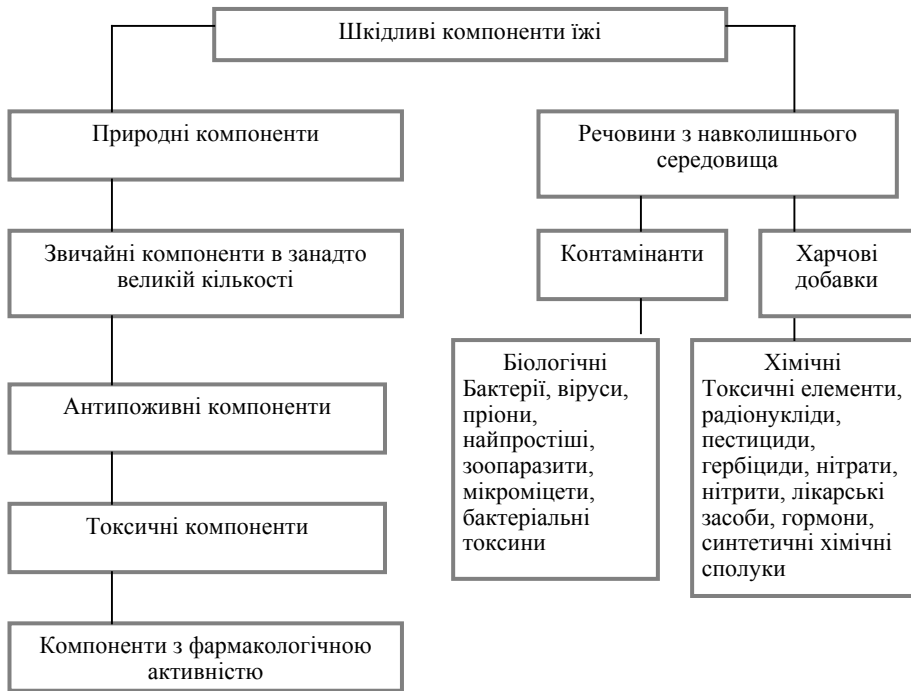 Шкідливі компоненти їжі
Природні компоненти
Речовини з навколишнього
середовища
Звичайні компоненти в занадто
великій кількості
Контамінанти
Харчові
добавки
Антипоживні компоненти
Біологічні
Бактерії, віруси,
пріони,
найпростіші,
зоопаразити,
мікроміцети,
бактеріальні
токсини
Хімічні
Токсичні елементи,
радіонукліди,
пестициди,
гербіциди, нітрати,
нітрити, лікарські
засоби, гормони,
синтетичні хімічні
сполуки
Токсичні компоненти
Компоненти з фармакологічною
активністю